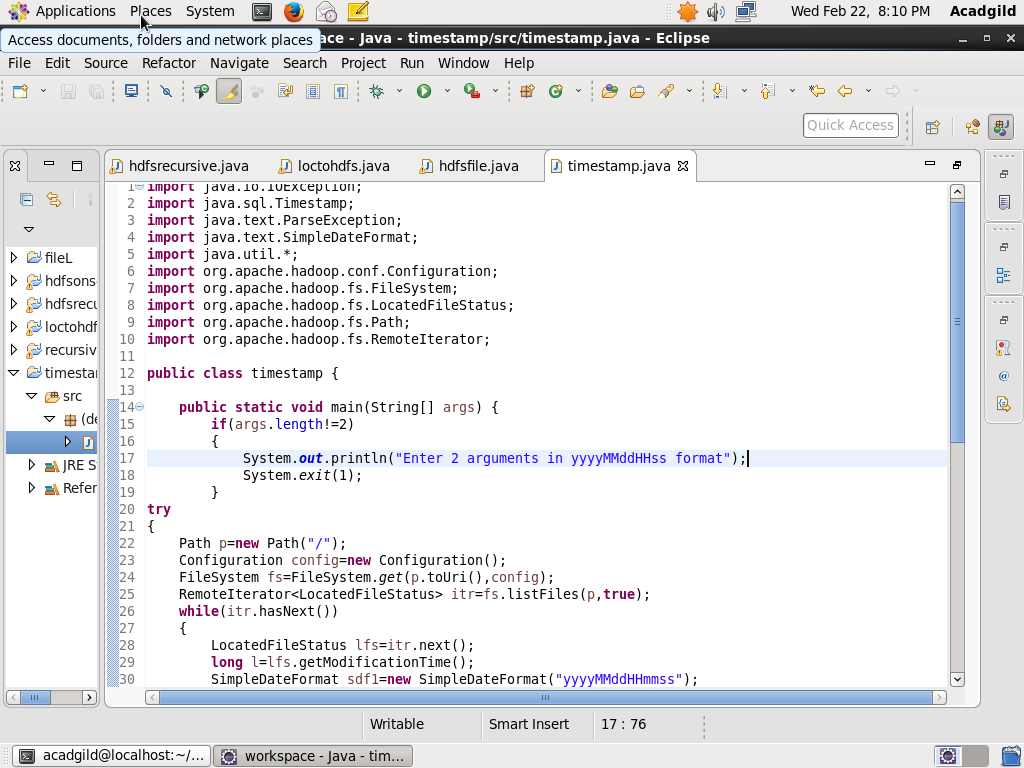 Applications Places System Wed Feb 22, 8:10 PM Acadgild
Access documents, folders and network places
ce - Java - timestamp/src/timestamp.java - Eclipse
File Edit Source Refactor Navigate Search Project Run Window Help
Quick Access
hdfsrecursive.java loctohdfs.java hdfsfile.java timestamp.java
fileL
hdfsons
hdfsrecu
loctohdf
recursiv
timestar
src
(de
JRE S
Refer
1 import java.io.IOException;
2 import java.sql.Timestamp;
3 import java.text.ParseException;
4 import java.text.SimpleDateFormat;
5 import java.util.*;
6 import org.apache.hadoop.conf.Configuration;
7 import org.apache.hadoop.fs.FileSystem;
8 import org.apache.hadoop.fs.LocatedFileStatus;
9 import org.apache.hadoop.fs.Path;
10 import org.apache.hadoop.fs.RemoteIterator;
11
12 public class timestamp {
13
14 public static void main(String[] args) {
15 if(args.length!=2)
16 {
17 System.out.println("Enter 2 arguments in yyyyMMddHHss format");
18 System.exit(1);
19 }
20 try
21 {
22 Path p=new Path("/");
23 Configuration config=new Configuration();
24 FileSystem fs=FileSystem.get(p.toUri(),config);
25 RemoteIterator<LocatedFileStatus> itr=fs.listFiles(p,true);
26 while(itr.hasNext())
27 {
28 LocatedFileStatus lfs=itr.next();
29 long l=lfs.getModificationTime();
30 SimpleDateFormat sdf1=new SimpleDateFormat("yyyyMMddHHmmss");
Writable Smart Insert 17 : 76
acadgild@localhost:~/... workspace - Java - tim...